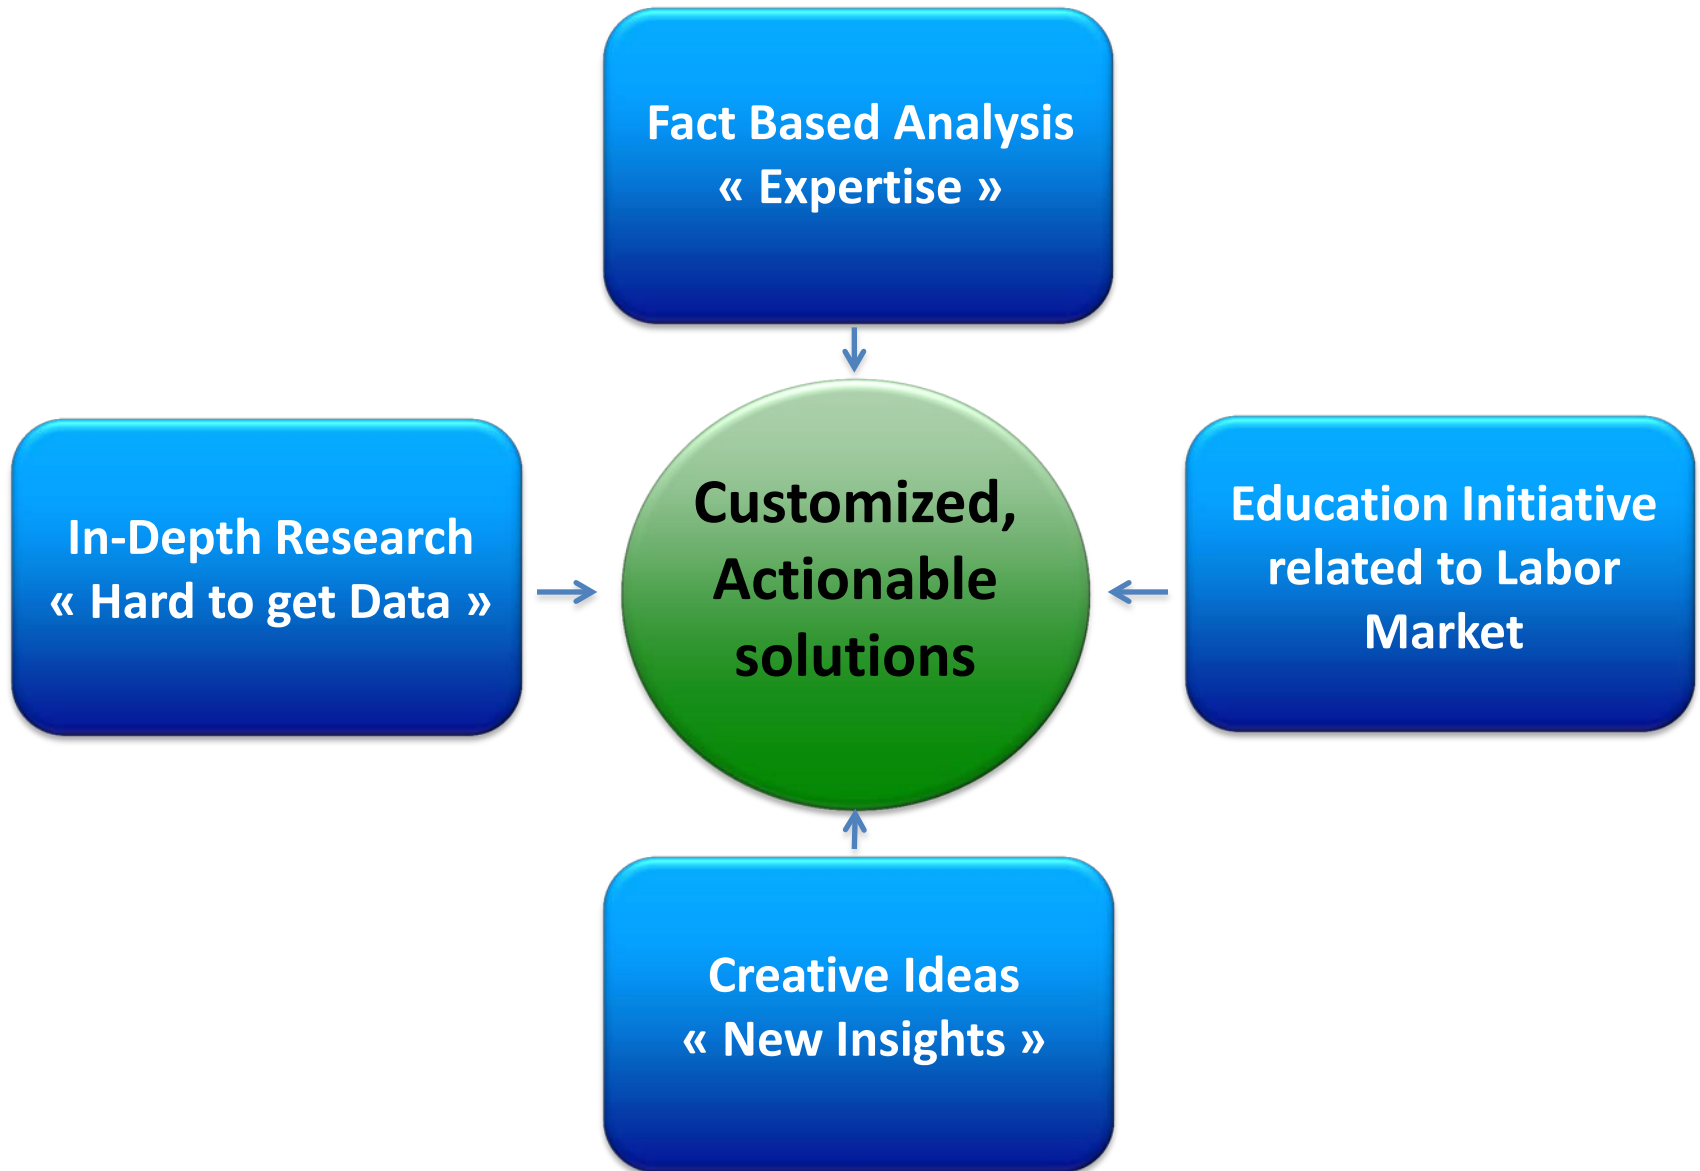 Fact Based Analysis
« Expertise »
In-Depth Research
« Hard to get Data »
Customized,
Actionable
solutions
Education Initiative
related to Labor
Market
Creative Ideas
« New Insights »